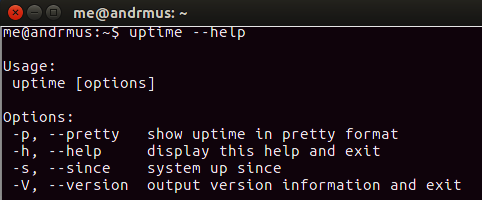 me@andrmus: ~
me@andrmus:~$ uptime --help
Usage:
 uptime [options]
Options:
 -p, --pretty   show uptime in pretty format
 -h, --help     display this help and exit
 -s, --since    system up since
 -V, --version  output version information and exit